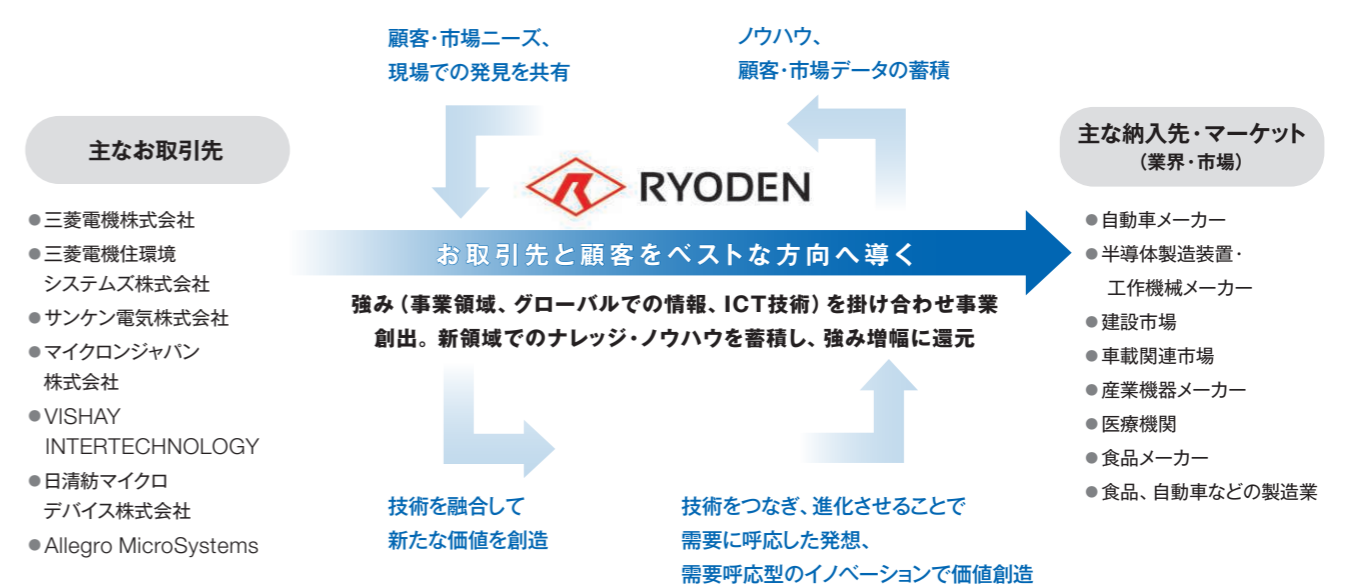 顧客・市場ニーズ、
現場での発見を共有
ノウハウ、
顧客・市場データの蓄積
主なお取引先
●三菱電機株式会社
●三菱電機住環境
システムズ株式会社
●サンケン電気株式会社
●マイクロンジャパン
株式会社
●VISHAY
INTERTECHNOLOGY
●日清紡マイクロ
デバイス株式会社
●Allegro MicroSystems
RYODEN
お取引先と顧客をベストな方向へ導く
強み（事業領域、グローバルでの情報、ICT技術）を掛け合わせ事業
創出。新領域でのナレッジ・ノウハウを蓄積し、強み増幅に還元
技術を融合して
新たな価値を創造
技術をつなぎ、進化させることで
需要に呼応した発想、
需要呼応型のイノベーションで価値創造
主な納入先・マーケット
（業界・市場）
●自動車メーカー
●半導体製造装置・
工作機械メーカー
●建設市場
●車載関連市場
●産業機器メーカー
●医療機関
●食品メーカー
●食品、自動車などの製造業